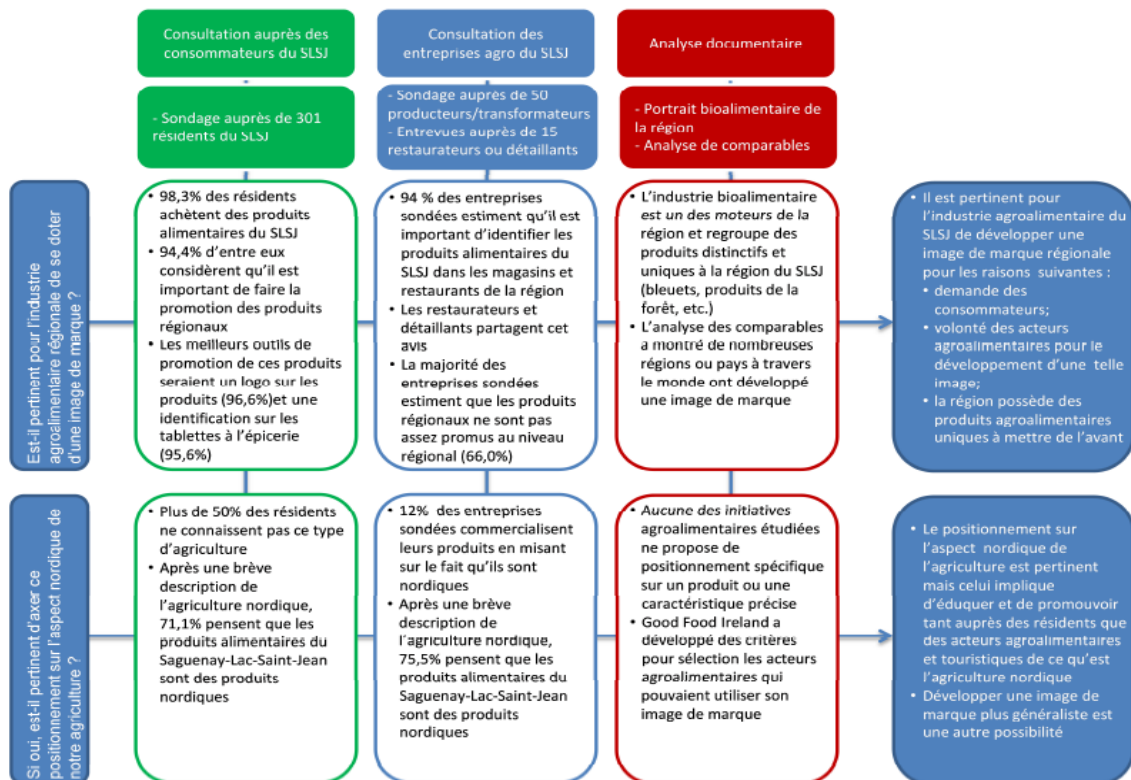 Consultation auprès des
consommateurs du SLSJ
Consultation des
entreprises agro du SLSJ
Analyse documentaire
- Sondage auprès de 301
résidents du SLSJ
- Sondage auprès de 50
producteurs/transformateurs
- Entrevues auprès de 15
restaurateurs ou détaillants
- Portrait bioalimentaire de
la région
- Analyse de comparables
Est-il pertinent pour l'industrie
agroalimentaire régionale de se doter
d'une image de marque ?
• 98,3% des résidents
achètent des produits
alimentaires du SLSJ
• 94,4% d'entre eux
considèrent qu'il est
important de faire la
promotion des produits
régionaux
• Les meilleurs outils de
promotion de ces produits
seraient un logo sur les
produits (96,6%)et une
identification sur les
tablettes à l'épicerie
(95,6%)
• 94 % des entreprises
sondées estiment qu'il est
important d'identifier les
produits alimentaires du
SLSJ dans les magasins et
restaurants de la région
• Les restaurateurs et
détaillants partagent cet
avis
• La majorité des
entreprises sondées
estiment que les produits
régionaux ne sont pas
assez promus au niveau
régional (66,0%)
• L'industrie bioalimentaire
est un des moteurs de la
région et regroupe des
produits distinctifs et
uniques à la région du SLSJ
(bleuets, produits de la
forêt, etc.)
• L'analyse des comparables
a montré de nombreuses
régions ou pays à travers
le monde ont développé
une image de marque
• Il est pertinent pour
l'industrie agroalimentaire du
SLSJ de développer une
image de marque régionale
pour les raisons suivantes :
• demande des
consommateurs;
• volonté des acteurs
agroalimentaires pour le
développement d'une telle
image;
• la région possède des
produits agroalimentaires
uniques à mettre de l'avant
Si oui, est-il pertinent d'axer ce
positionnement sur l'aspect nordique de
notre agriculture ?
• Plus de 50% des résidents
ne connaissent pas ce type
d'agriculture
• Après une brève
description de
l'agriculture nordique,
71,1% pensent que les
produits alimentaires du
Saguenay-Lac-Saint-Jean
sont des produits
nordiques
• 12% des entreprises
sondées commercialisent
leurs produits en misant
sur le fait qu'ils sont
nordiques
• Après une brève
description de
l'agriculture nordique,
75,5% pensent que les
produits alimentaires du
Saguenay-Lac-Saint-Jean
sont des produits
nordiques
• Aucune des initiatives
agroalimentaires étudiées
ne propose de
positionnement spécifique
sur un produit ou une
caractéristique précise
• Good Food Ireland a
développé des critères
pour sélection les acteurs
agroalimentaires qui
pouvaient utiliser son
image de marque
• Le positionnement sur
l'aspect nordique de
l'agriculture est pertinent
mais celui implique
d'éduquer et de promouvoir
tant auprès des résidents que
des acteurs agroalimentaires
et touristiques de ce qu'est
l'agriculture nordique
• Développer une image de
marque plus généraliste est
une autre possibilité